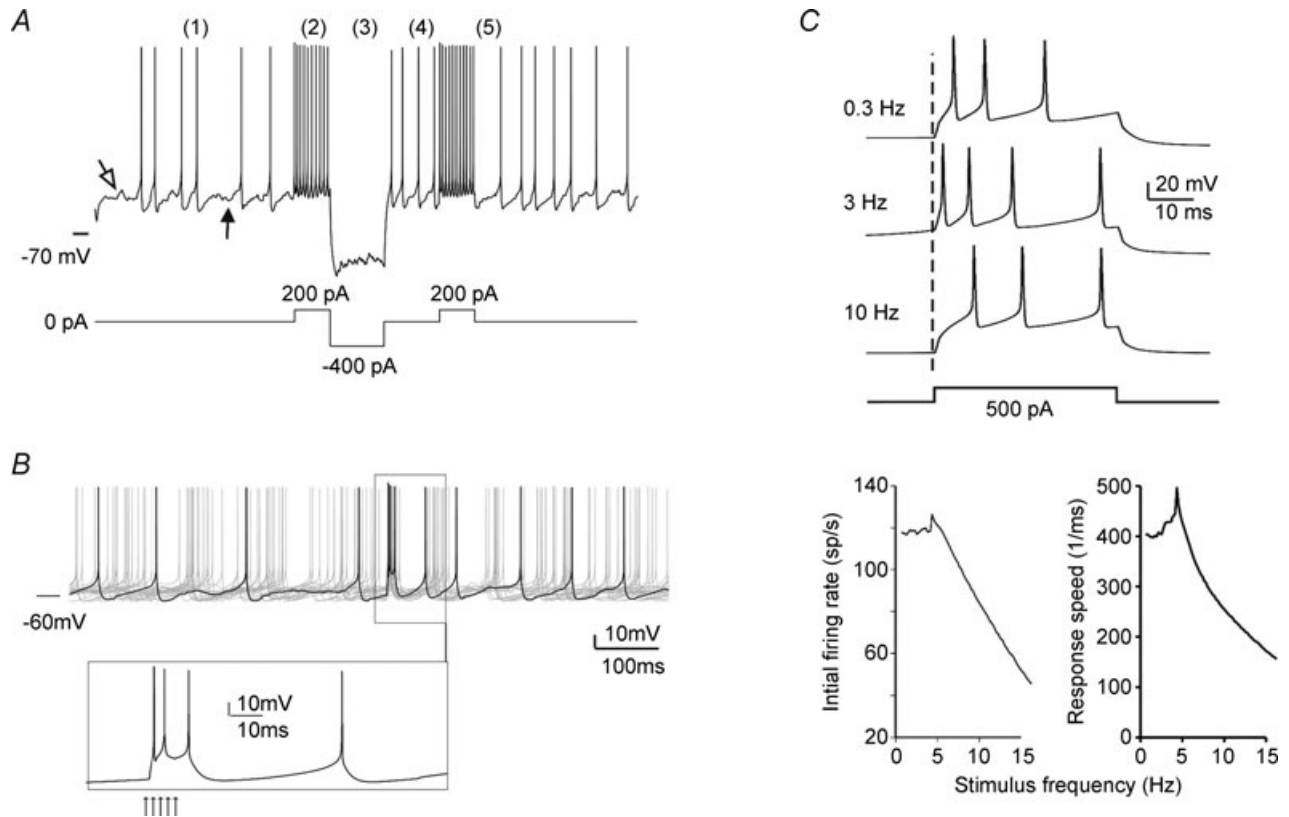 A
(1) (2) (3) (4) (5)
-70 mV
200 pA 200 pA
0 pA
-400 pA
B
-60mV
10mV
100ms
10mV
10ms
C
0.3 Hz
3 Hz
20 mV
10 ms
10 Hz
500 pA
Intial firing rate (sp/s)
140
100
60
20
0 5 10 15
Response speed (1/ms)
500
400
300
200
100
0
0 5 10 15
Stimulus frequency (Hz)